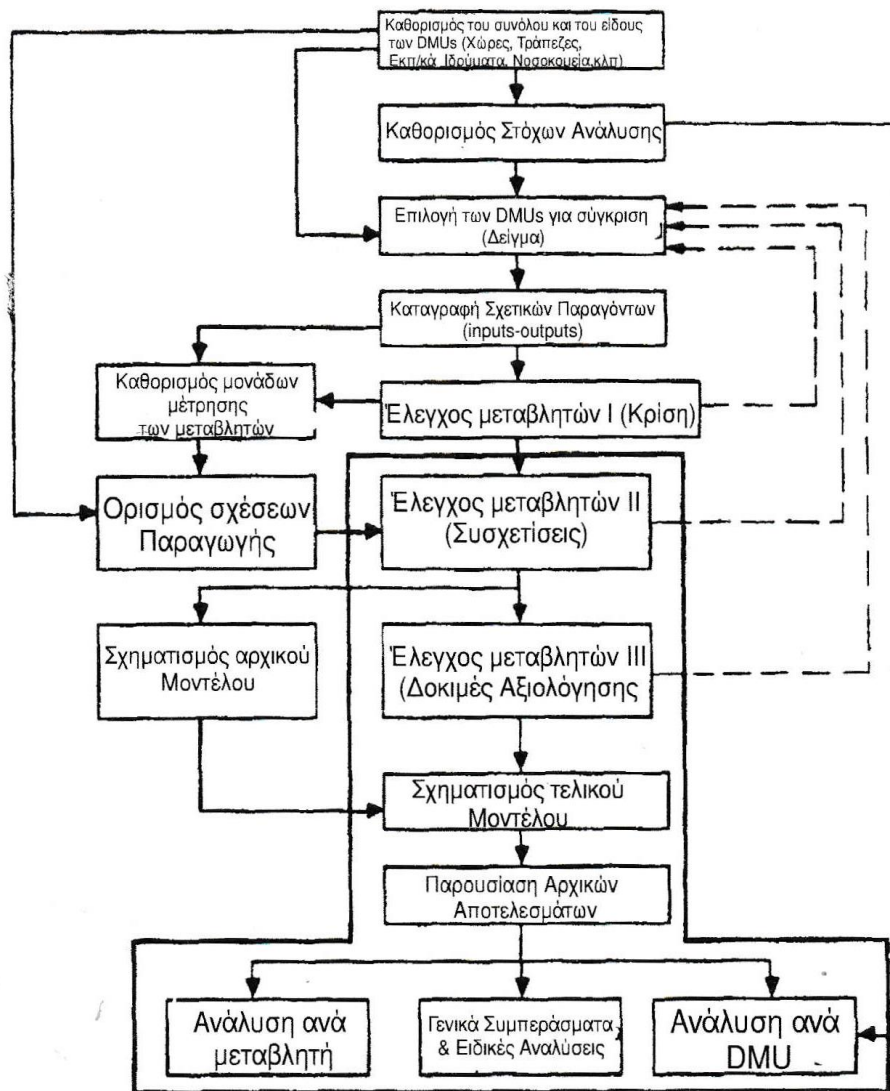 Καθορισμός του συνόλου και του είδους
των DMUs (Χώρες, Τράπεζες,
Εκπ/κά Ιδρύματα, Νοσοκομεία,κλπ)
Καθορισμός Στόχων Ανάλυσης
Επιλογή των DMUs για σύγκριση
(Δείγμα)
Καταγραφή Σχετικών Παραγόντων
(inputs-outputs)
Καθορισμός μονάδων
μέτρησης
των μεταβλητών
Έλεγχος μεταβλητών Ι (Κρίση)
Ορισμός σχέσεων
Παραγωγής
Έλεγχος μεταβλητών ΙΙ
(Συσχετίσεις)
Σχηματισμός αρχικού
Μοντέλου
Έλεγχος μεταβλητών ΙΙΙ
(Δοκιμές Αξιολόγησης
Σχηματισμός τελικού
Μοντέλου
Παρουσίαση Αρχικών
Αποτελεσμάτων
Ανάλυση ανά
μεταβλητή
Γενικά Συμπεράσματα
& Ειδικές Αναλύσεις
Ανάλυση ανά
DMU